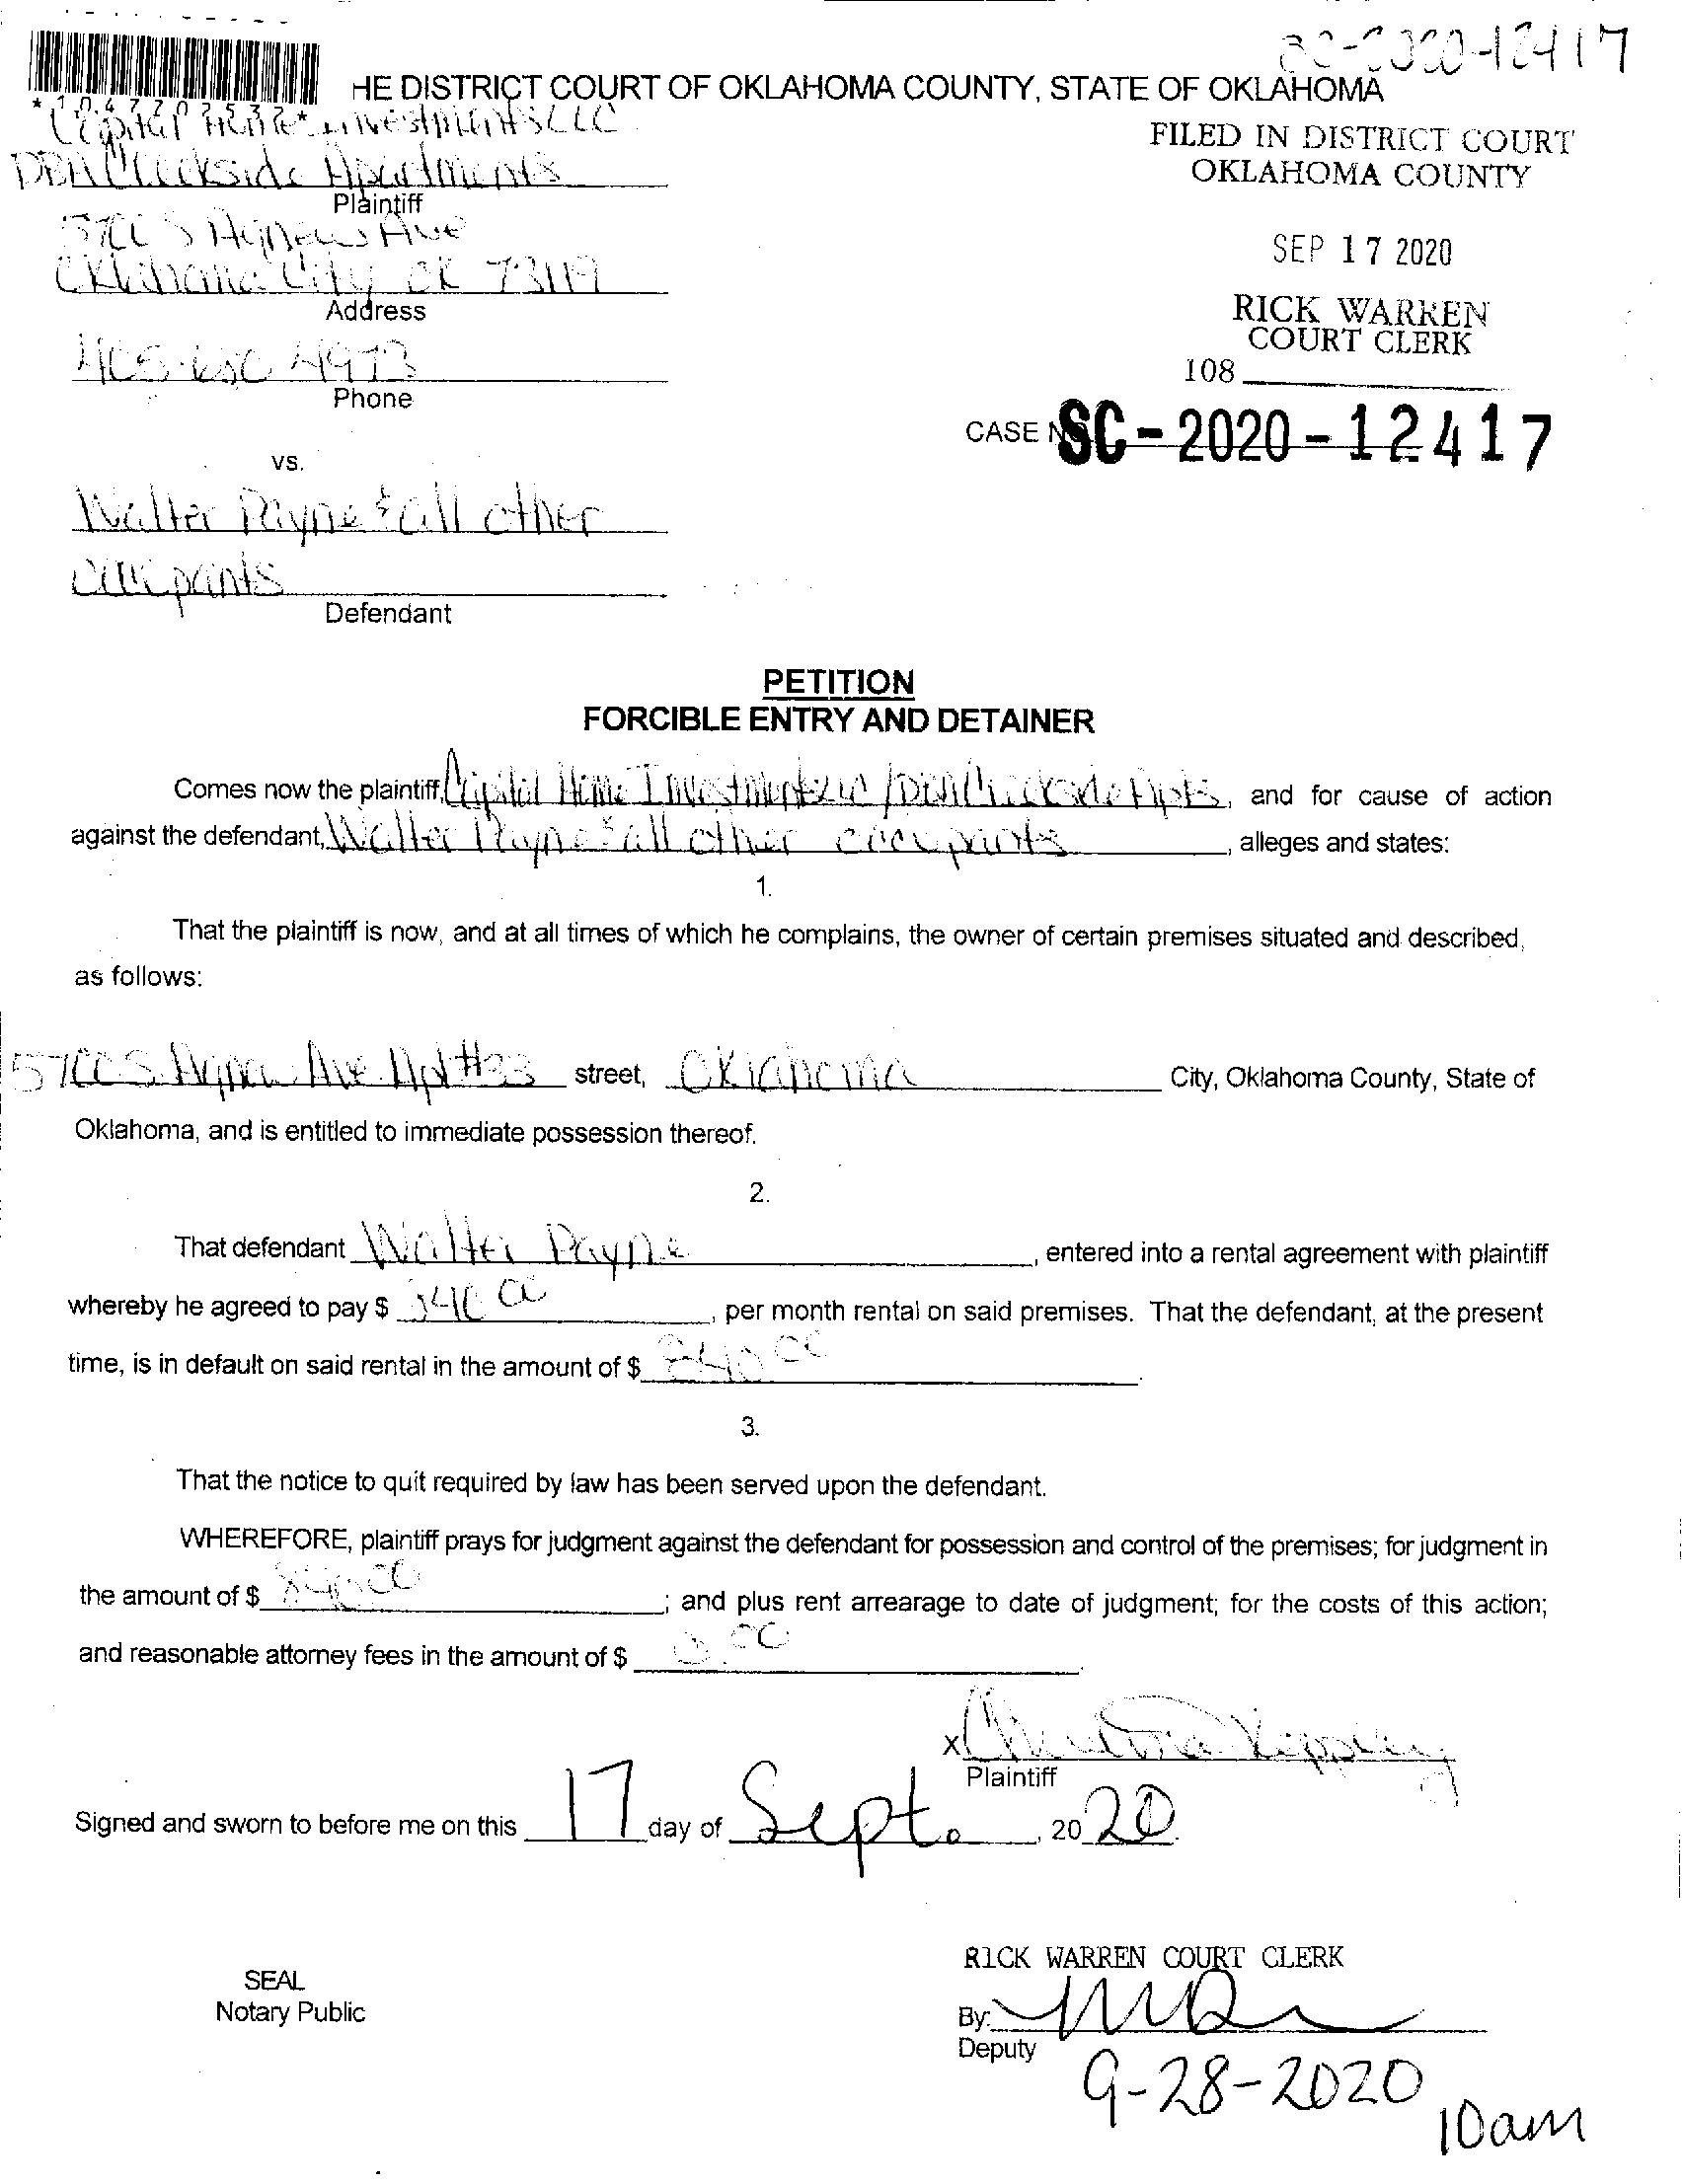 SC-2020-12417
HE DISTRICT COURT OF OKLAHOMA COUNTY, STATE OF OKLAHOMA
*1047202532*
Capital Home Investments LLC
DBA Creekside Apartments
Plaintiff
5700 S Agnew Ave
Oklahoma City OK 73119
Address
4973
Phone
FILED IN DISTRICT COURT
OKLAHOMA COUNTY
SEP 17 2020
RICK WARREN
COURT CLERK
108
CASE NO SC-2020-12417
vs.
Walter Payne & all other
occupants
Defendant
PETITION
FORCIBLE ENTRY AND DETAINER
Comes now the plaintiff, Capital Home Investments LLC /DBA Creekside Apts, and for cause of action
against the defendant, Walter Payne & all other occupants, alleges and states:
1.
That the plaintiff is now, and at all times of which he complains, the owner of certain premises situated and described,
as follows:
5700 S. Agnew Ave Apt #33 street, Oklahoma City, Oklahoma County, State of
Oklahoma, and is entitled to immediate possession thereof.
2.
That defendant Walter Payne, entered into a rental agreement with plaintiff
whereby he agreed to pay $ , per month rental on said premises. That the defendant, at the present
time, is in default on said rental in the amount of $ 840 00.
3.
That the notice to quit required by law has been served upon the defendant.
WHEREFORE, plaintiff prays for judgment against the defendant for possession and control of the premises; for judgment in
the amount of $ 840 00; and plus rent arrearage to date of judgment; for the costs of this action;
and reasonable attorney fees in the amount of $
X
Plaintiff
Signed and sworn to before me on this 17 day of Sept. , 20 20.
SEAL
Notary Public
RICK WARREN COURT CLERK
By:
Deputy
9-28-2020
10am